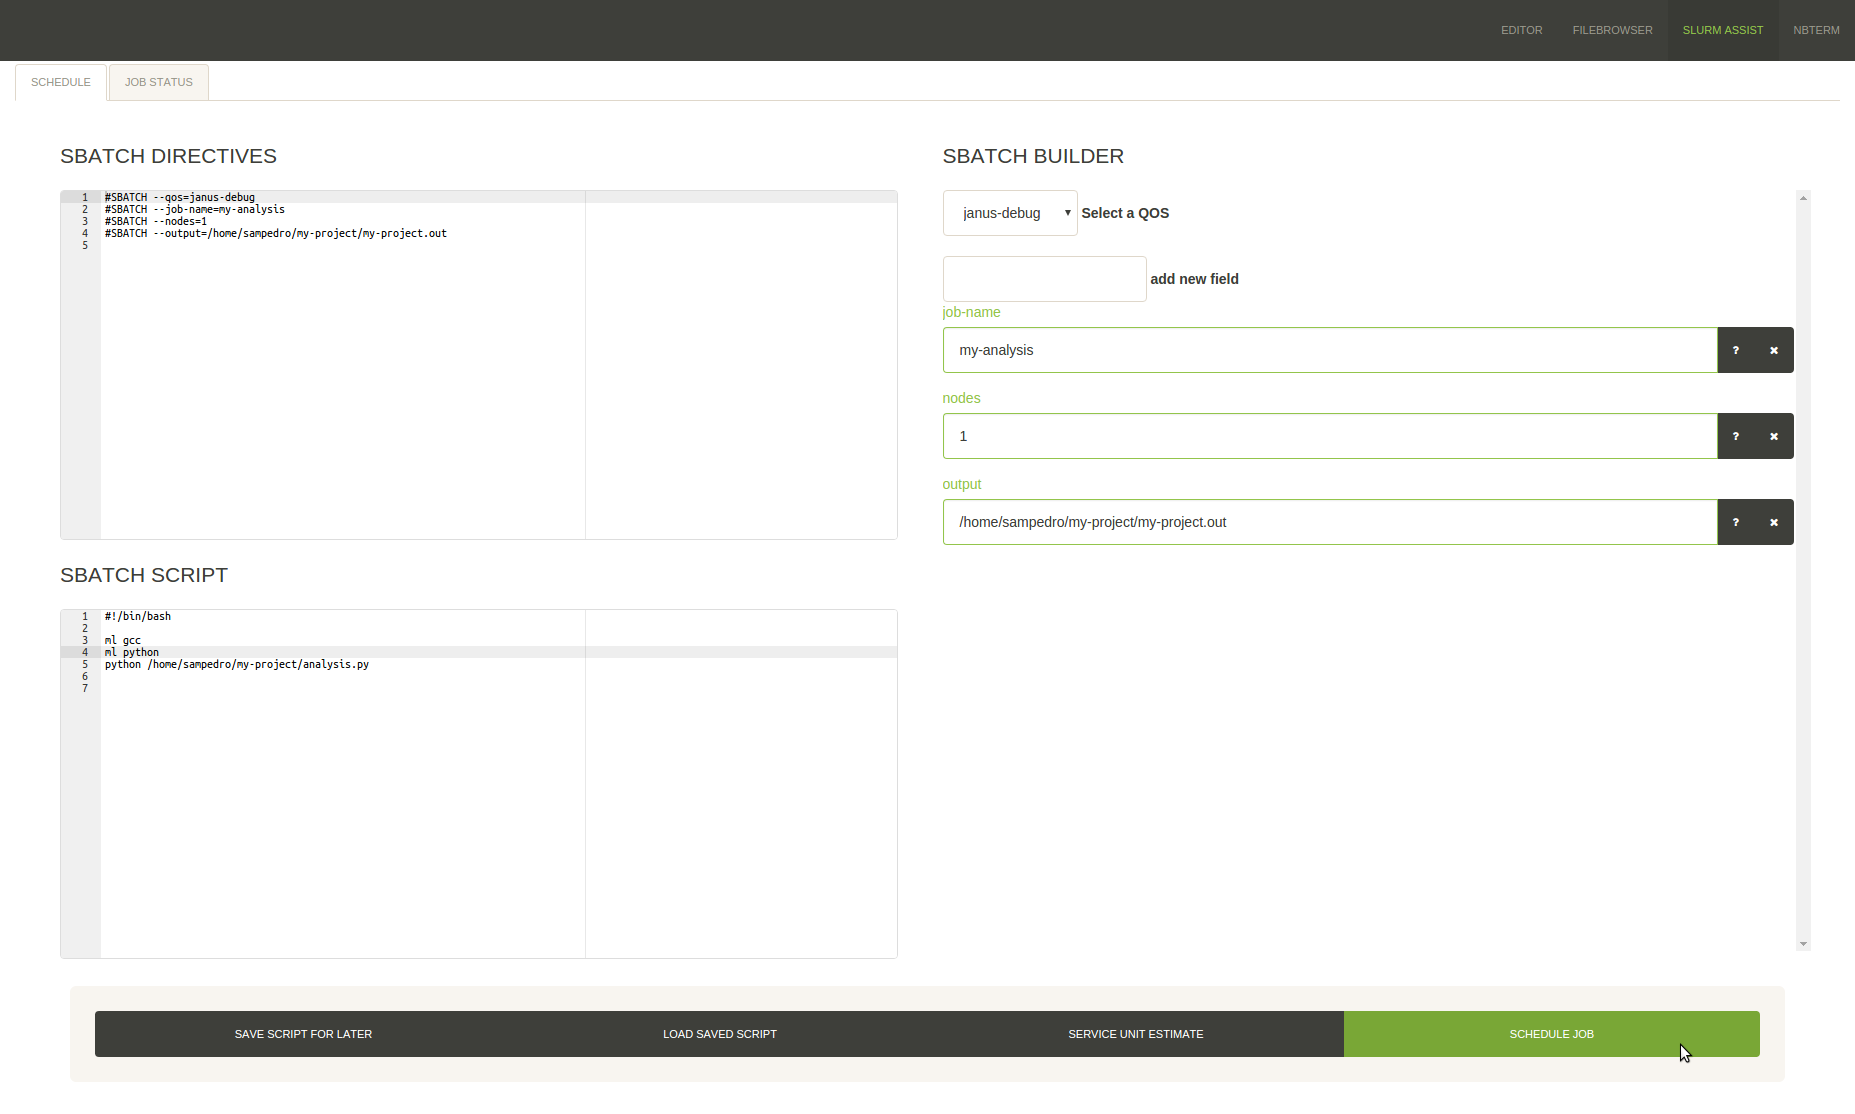 EDITOR FILEBROWSER SLURM ASSIST NBTERM
SCHEDULE JOB STATUS
SBATCH DIRECTIVES
1 #SBATCH --qos=janus-debug
2 #SBATCH --job-name=my-analysis
3 #SBATCH --nodes=1
4 #SBATCH --output=/home/sampedro/my-project/my-project.out
5
SBATCH SCRIPT
1 #!/bin/bash
2
3 ml gcc
4 ml python
5 python /home/sampedro/my-project/analysis.py
6
7
SBATCH BUILDER
janus-debug Select a QOS
add new field
job-name
my-analysis ?
nodes
1 ?
output
/home/sampedro/my-project/my-project.out ?
SAVE SCRIPT FOR LATER LOAD SAVED SCRIPT SERVICE UNIT ESTIMATE SCHEDULE JOB